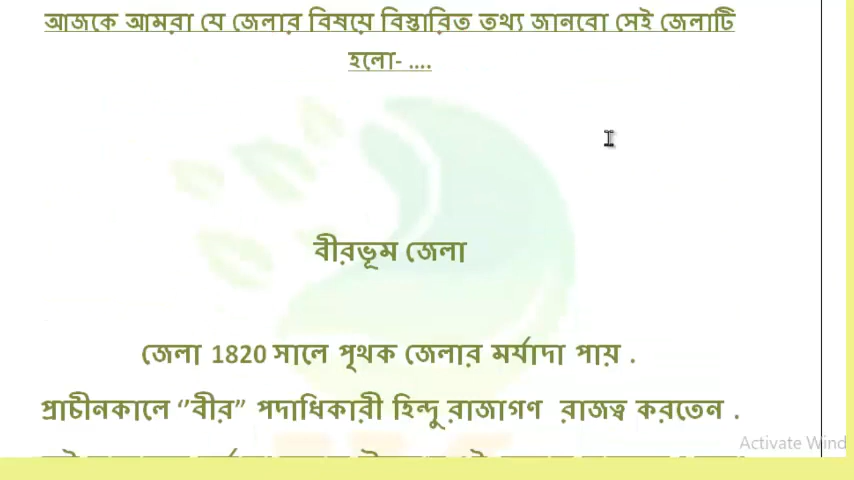 আজকে আমরা যে জেলার বিষয়ে বিস্তারিত তথ্য জানবো সেই জেলাটি
হলো- ....
বীরভূম জেলা
জেলা 1820 সালে পৃথক জেলার মর্যাদা পায় .
প্রাচীনকালে ‘’বীর” পদাধিকারী হিন্দু রাজাগণ রাজত্ব করতেন .
Activate Wind